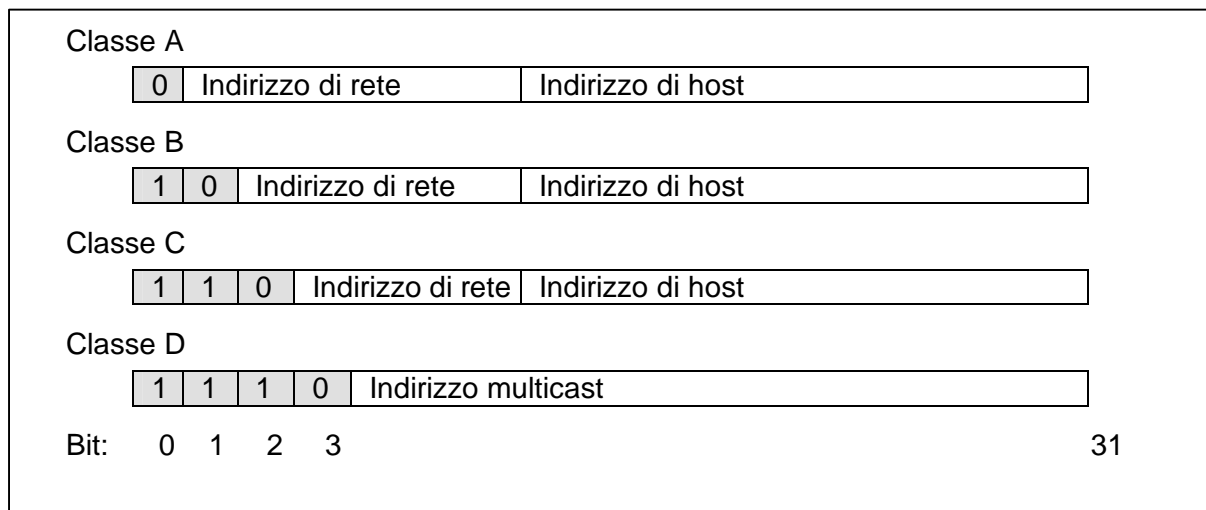 Classe A
0 Indirizzo di rete Indirizzo di host
Classe B
1 0 Indirizzo di rete Indirizzo di host
Classe C
1 1 0 Indirizzo di rete Indirizzo di host
Classe D
1 1 1 0 Indirizzo multicast
Bit: 0 1 2 3 31